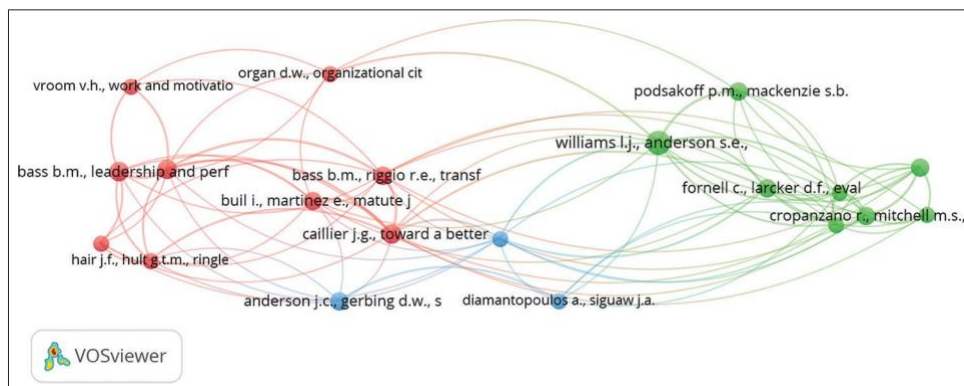 organ d.w., organizational cit
vroom v.h., work and motivatio
podsakoff p.m., mackenzie s.b.
williams l.j., anderson s.e.,
bass b.m., leadership and perf
bass b.m., riggio r.e., transf
fornell c., larcker d.f., eval
buil i., martinez e., matute j
cropanzano r., mitchell m.s.,
caillier j.g., toward a better
hair j.f., hult g.t.m., ringle
anderson j.c., gerbing d.w., s
diamantopoulos a., siguaw j.a.
VOSviewer